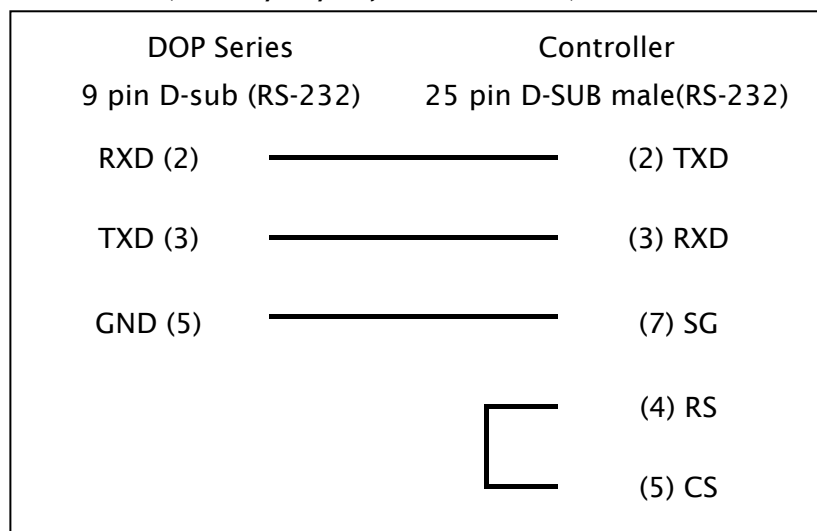 DOP Series Controller
9 pin D-sub (RS-232) 25 pin D-SUB male(RS-232)
RXD (2) (2) TXD
TXD (3) (3) RXD
GND (5) (7) SG
(4) RS
(5) CS